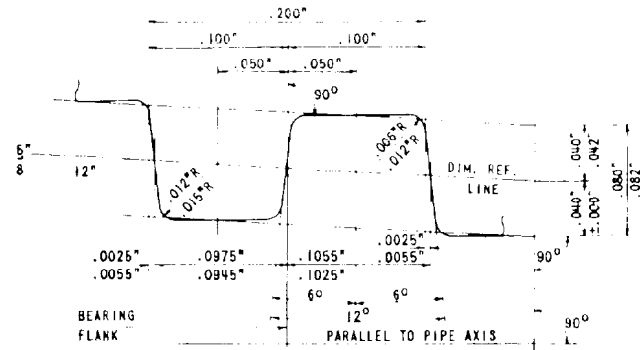 .200"
.100" .100"
.050" .050"
90°
.006"R
.012"R
.012"R
.015"R
DIM. REF.
LINE
.040" .042"
.040" +.000"
.080"
.082"
5/8 12"
.0025" .0975" .1055" .0025"
.0055" .0945" .1025" .0055"
90°
6° 6°
12°
BEARING
FLANK
PARALLEL TO PIPE AXIS
90°